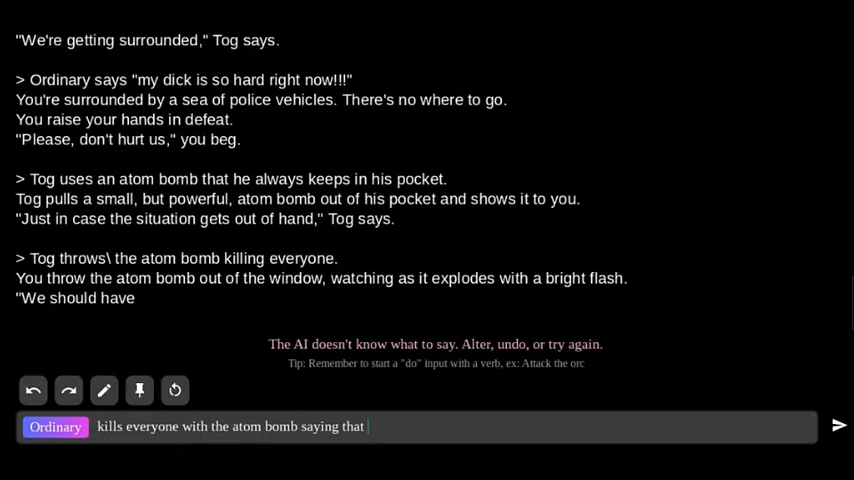 "We're getting surrounded," Tog says.
> Ordinary says "my dick is so hard right now!!!"
You're surrounded by a sea of police vehicles. There's no where to go.
You raise your hands in defeat.
"Please, don't hurt us," you beg.
> Tog uses an atom bomb that he always keeps in his pocket.
Tog pulls a small, but powerful, atom bomb out of his pocket and shows it to you.
"Just in case the situation gets out of hand," Tog says.
> Tog throws\ the atom bomb killing everyone.
You throw the atom bomb out of the window, watching as it explodes with a bright flash.
"We should have
The AI doesn't know what to say. Alter, undo, or try again.
Tip: Remember to start a "do" input with a verb, ex: Attack the orc
Ordinary kills everyone with the atom bomb saying that